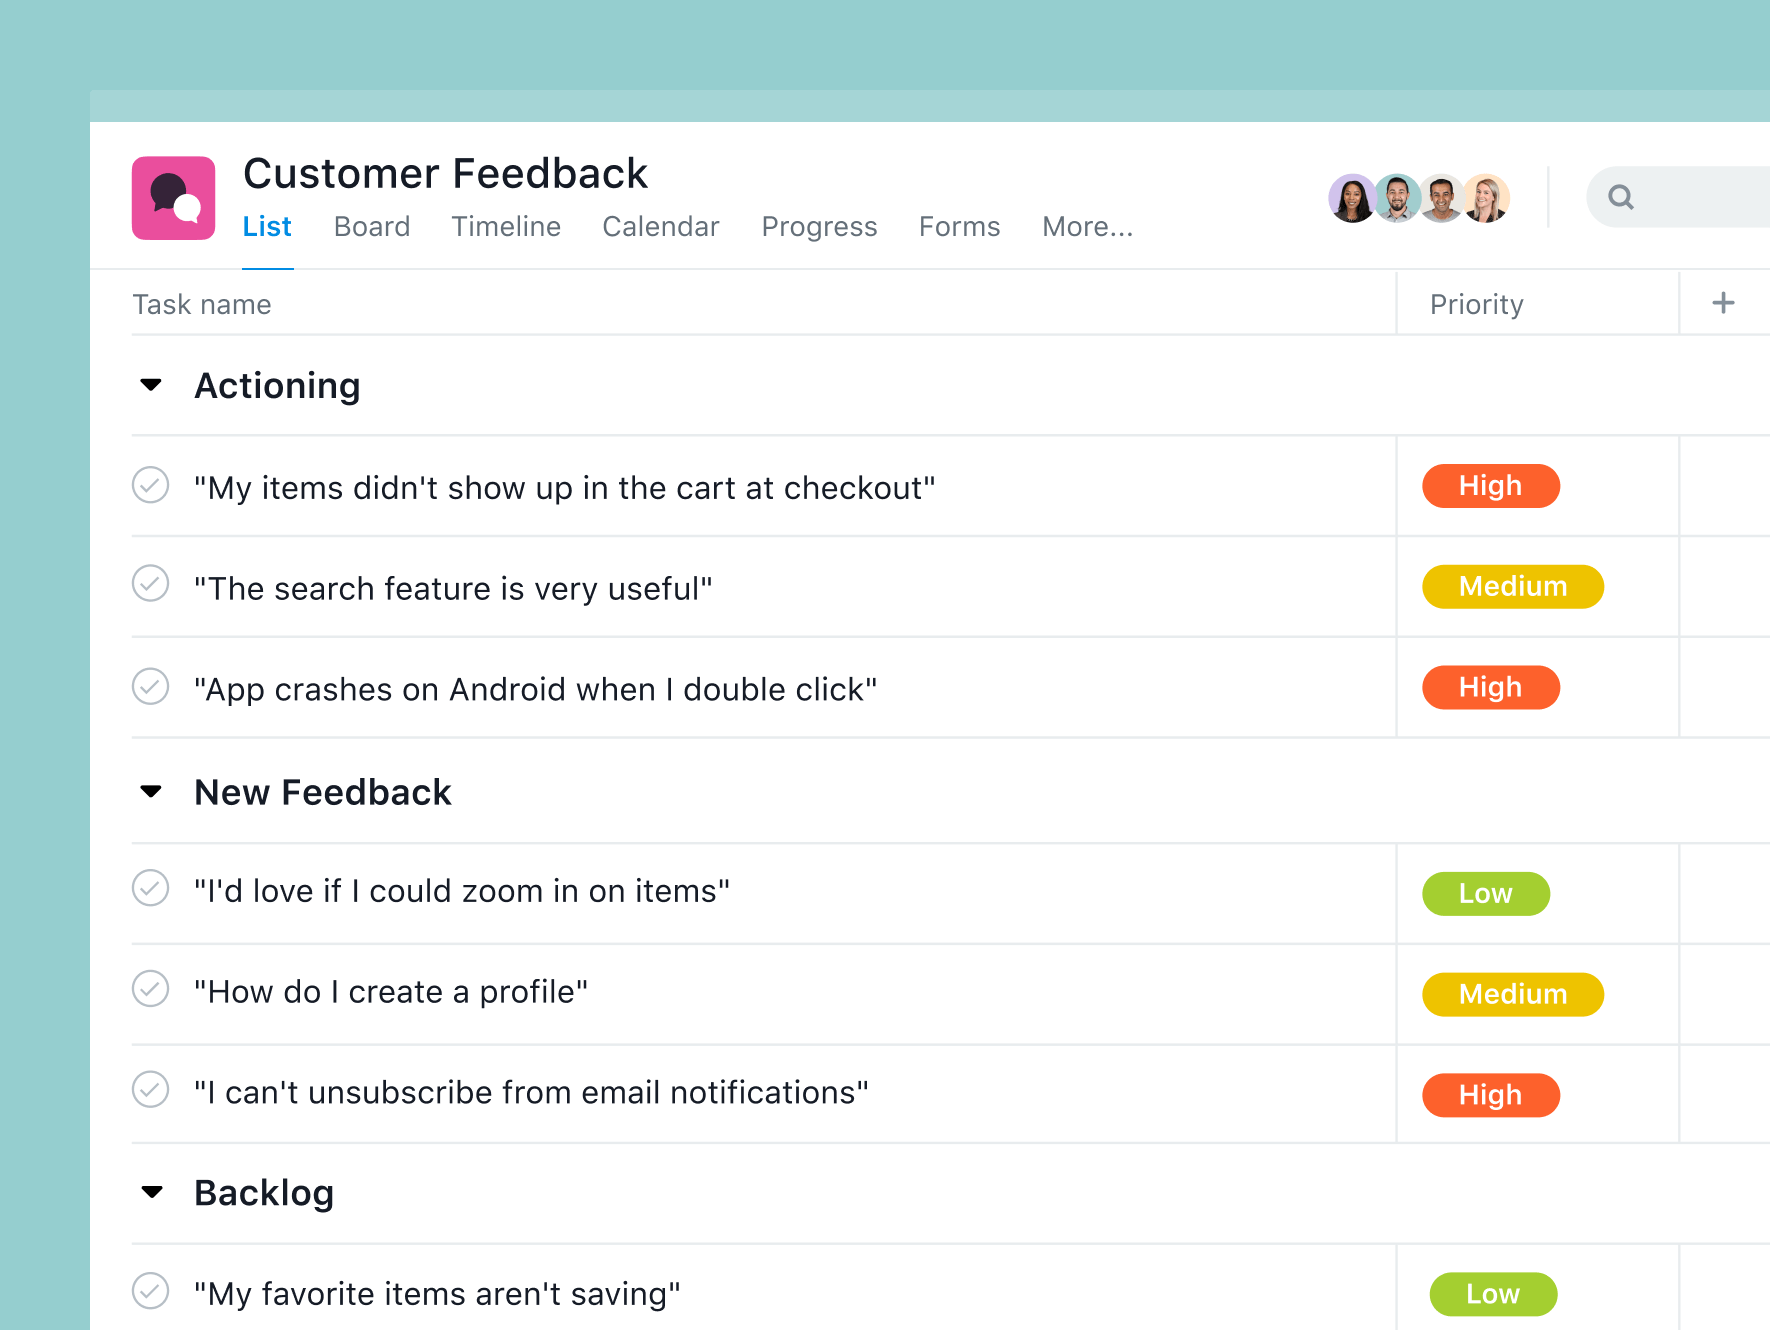 Customer Feedback
List Board Timeline Calendar Progress Forms More...
Task name Priority +
Actioning
"My items didn't show up in the cart at checkout" High
"The search feature is very useful" Medium
"App crashes on Android when I double click" High
New Feedback
"I'd love if I could zoom in on items" Low
"How do I create a profile" Medium
"I can't unsubscribe from email notifications" High
Backlog
"My favorite items aren't saving" Low